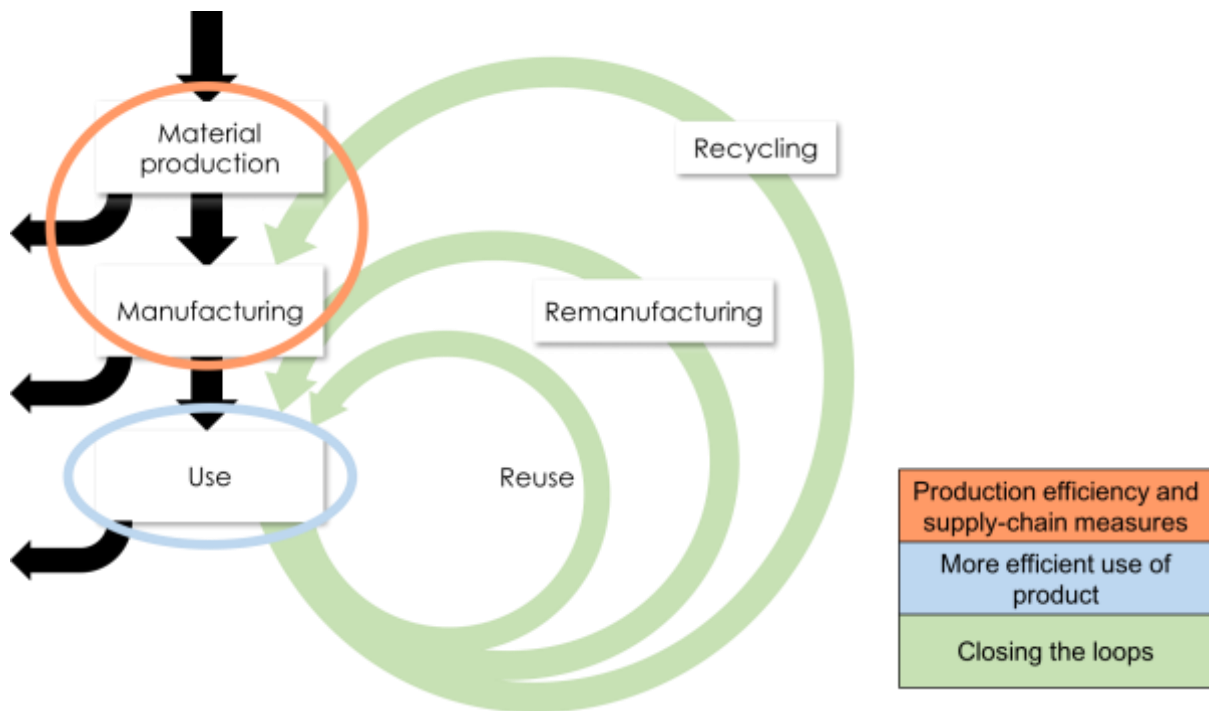 Material
production
Recycling
Manufacturing
Remanufacturing
Use
Reuse
Production efficiency and
supply-chain measures
More efficient use of
product
Closing the loops